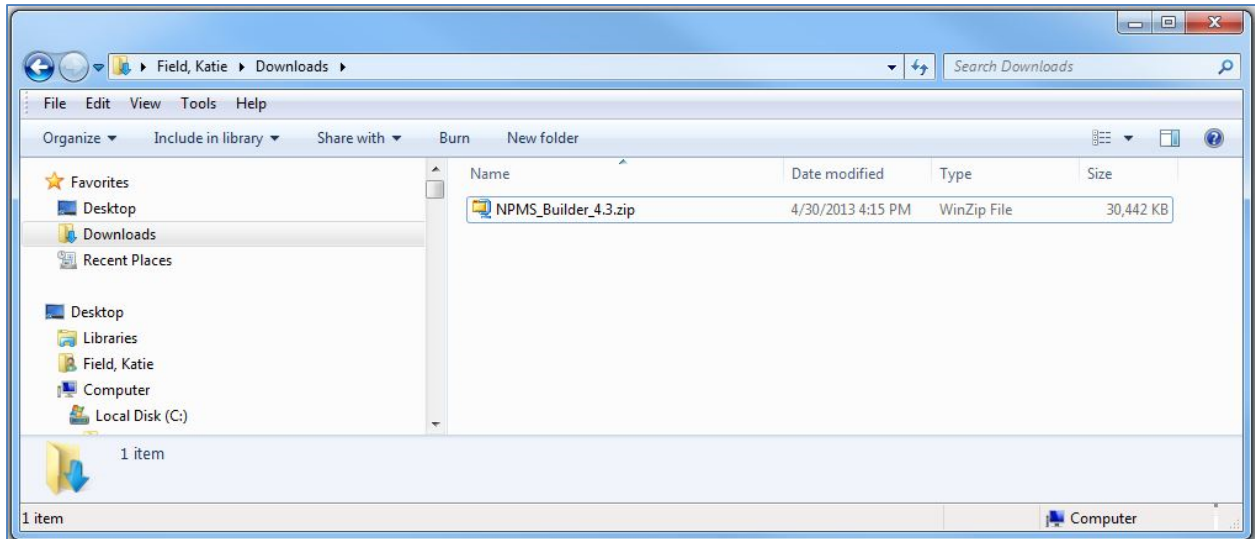 Field, Katie Downloads
Search Downloads
File Edit View Tools Help
Organize Include in library Share with Burn New folder
Name Date modified Type Size
NPMS_Builder_4.3.zip 4/30/2013 4:15 PM WinZip File 30,442 KB
Favorites
Desktop
Downloads
Recent Places
Desktop
Libraries
Field, Katie
Computer
Local Disk (C:)
1 item
1 item Computer